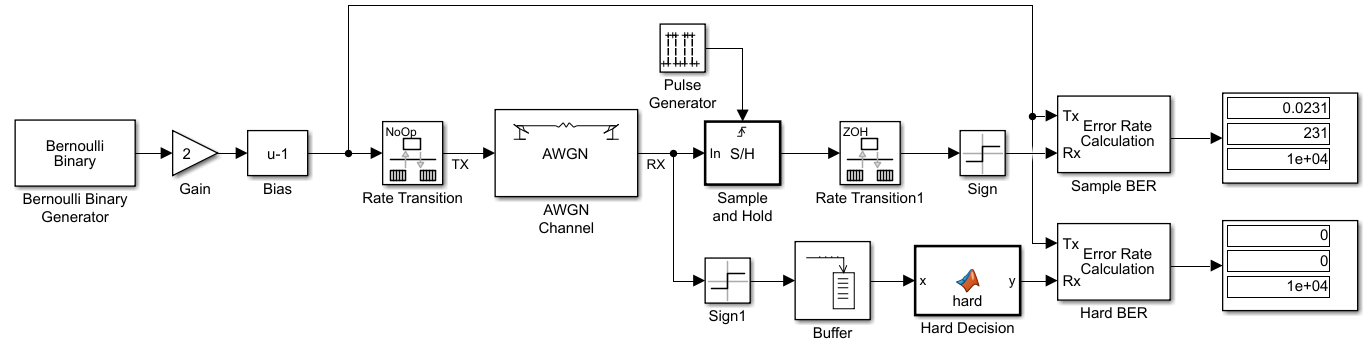 Pulse
Generator
Bernoulli
Binary
Bernoulli Binary
Generator
2
Gain
u-1
Bias
NoOp
Rate Transition
TX
AWGN
AWGN
Channel
RX
In
S/H
Sample
and Hold
ZOH
Rate Transition1
Sign
Tx
Rx
Error Rate
Calculation
Sample BER
0.0231
231
1e+04
Sign1
Buffer
x
hard
y
Hard Decision
Tx
Rx
Error Rate
Calculation
Hard BER
0
0
1e+04